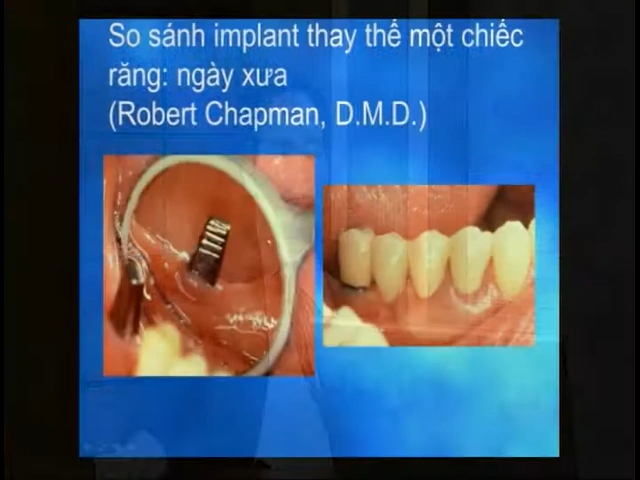 So sánh implant thay thế một chiếc
răng: ngày xưa
(Robert Chapman, D.M.D.)